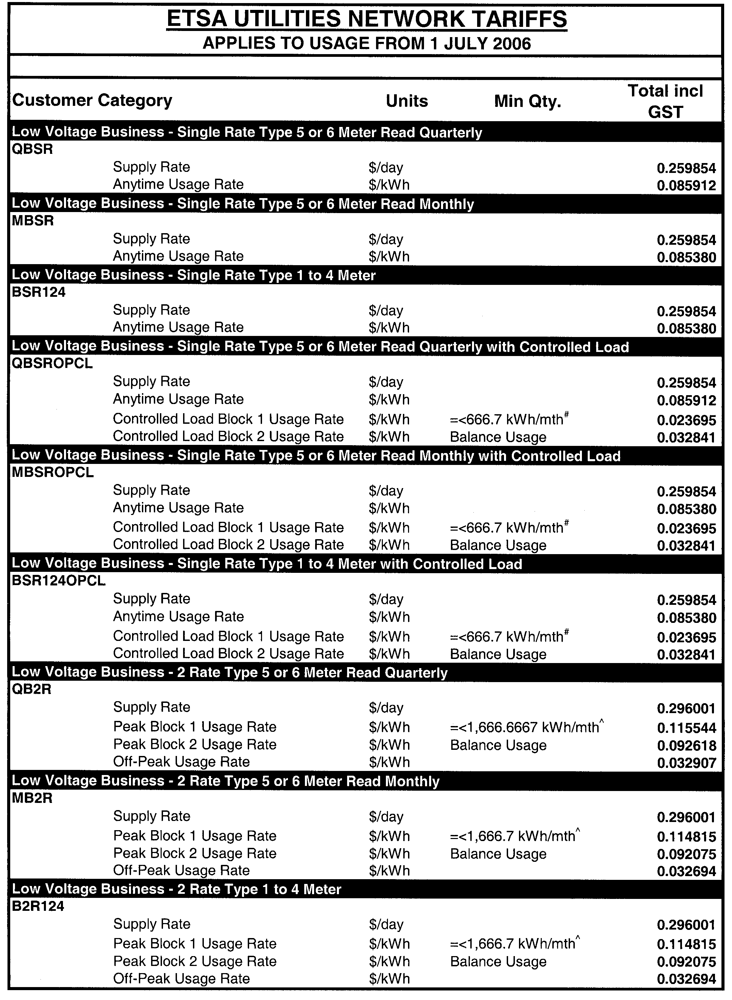 ETSA UTILITIES NETWORK TARIFFS
APPLIES TO USAGE FROM 1 JULY 2006
Customer Category Units Min Qty. Total incl GST
Low Voltage Business - Single Rate Type 5 or 6 Meter Read Quarterly
QBSR
Supply Rate $/day 0.259854
Anytime Usage Rate $/kWh 0.085912
Low Voltage Business - Single Rate Type 5 or 6 Meter Read Monthly
MBSR
Supply Rate $/day 0.259854
Anytime Usage Rate $/kWh 0.085380
Low Voltage Business - Single Rate Type 1 to 4 Meter
BSR124
Supply Rate $/day 0.259854
Anytime Usage Rate $/kWh 0.085380
Low Voltage Business - Single Rate Type 5 or 6 Meter Read Quarterly with Controlled Load
QBSROPCL
Supply Rate $/day 0.259854
Anytime Usage Rate $/kWh 0.085912
Controlled Load Block 1 Usage Rate $/kWh =<666.7 kWh/mth# 0.023695
Controlled Load Block 2 Usage Rate $/kWh Balance Usage 0.032841
Low Voltage Business - Single Rate Type 5 or 6 Meter Read Monthly with Controlled Load
MBSROPCL
Supply Rate $/day 0.259854
Anytime Usage Rate $/kWh 0.085380
Controlled Load Block 1 Usage Rate $/kWh =<666.7 kWh/mth# 0.023695
Controlled Load Block 2 Usage Rate $/kWh Balance Usage 0.032841
Low Voltage Business - Single Rate Type 1 to 4 Meter with Controlled Load
BSR124OPCL
Supply Rate $/day 0.259854
Anytime Usage Rate $/kWh 0.085380
Controlled Load Block 1 Usage Rate $/kWh =<666.7 kWh/mth# 0.023695
Controlled Load Block 2 Usage Rate $/kWh Balance Usage 0.032841
Low Voltage Business - 2 Rate Type 5 or 6 Meter Read Quarterly
QB2R
Supply Rate $/day 0.296001
Peak Block 1 Usage Rate $/kWh =<1,666.6667 kWh/mth^ 0.115544
Peak Block 2 Usage Rate $/kWh Balance Usage 0.092618
Off-Peak Usage Rate $/kWh 0.032907
Low Voltage Business - 2 Rate Type 5 or 6 Meter Read Monthly
MB2R
Supply Rate $/day 0.296001
Peak Block 1 Usage Rate $/kWh =<1,666.7 kWh/mth^ 0.114815
Peak Block 2 Usage Rate $/kWh Balance Usage 0.092075
Off-Peak Usage Rate $/kWh 0.032694
Low Voltage Business - 2 Rate Type 1 to 4 Meter
B2R124
Supply Rate $/day 0.296001
Peak Block 1 Usage Rate $/kWh =<1,666.7 kWh/mth^ 0.114815
Peak Block 2 Usage Rate $/kWh Balance Usage 0.092075
Off-Peak Usage Rate $/kWh 0.032694